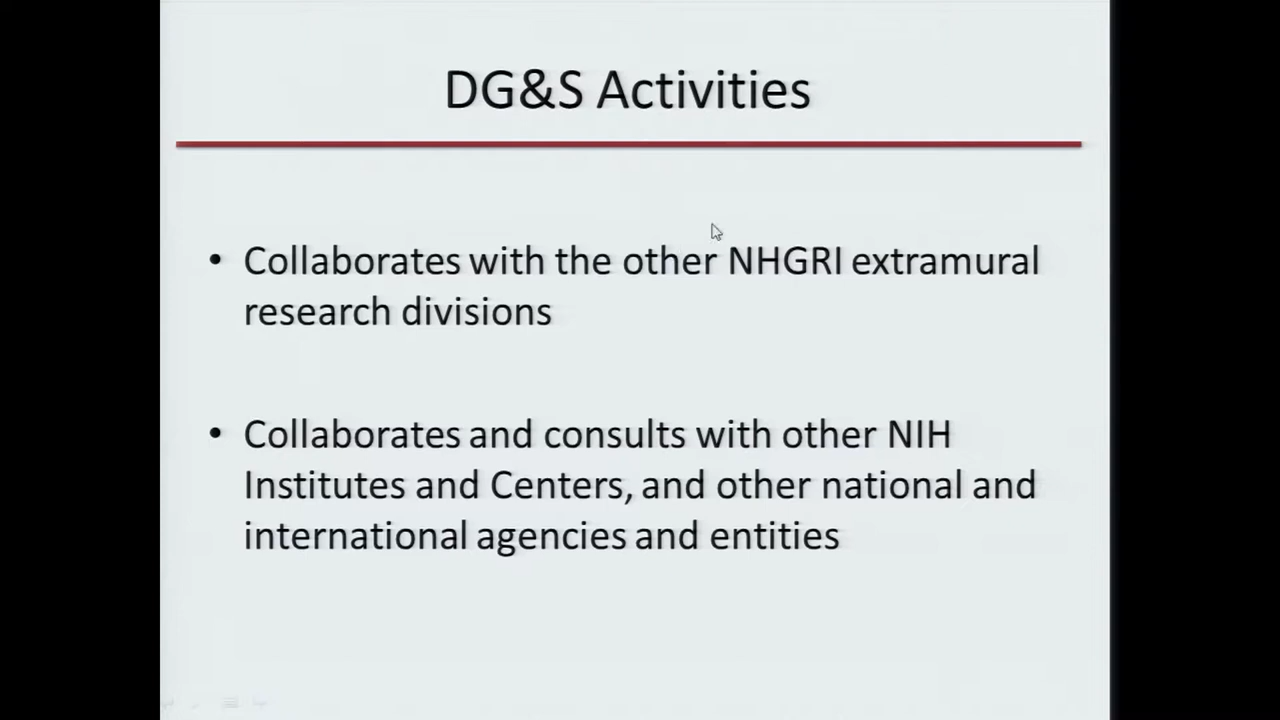 DG&S Activities
• Collaborates with the other NHGRI extramural
research divisions
• Collaborates and consults with other NIH
Institutes and Centers, and other national and
international agencies and entities